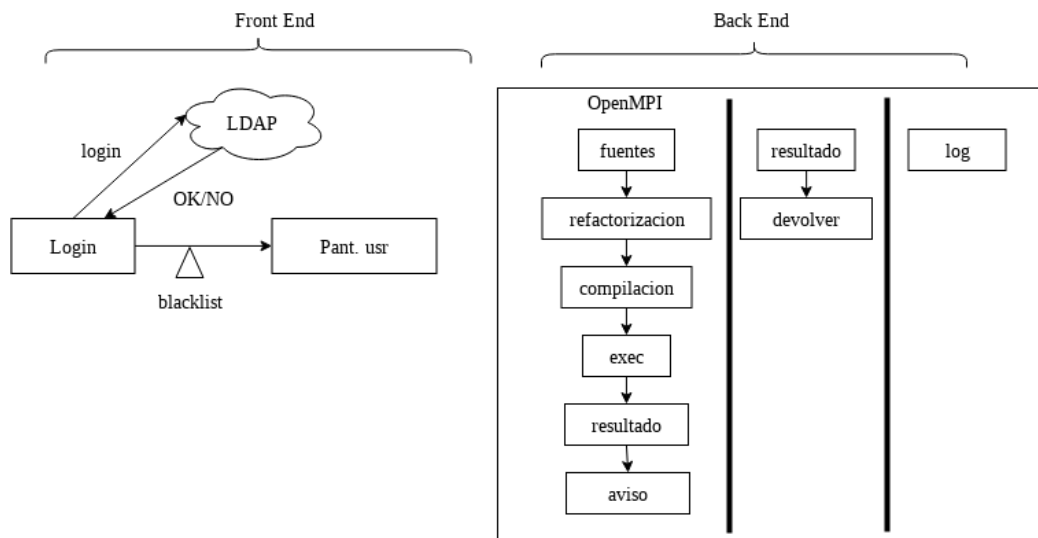 Front End
Back End
LDAP
login
OK/NO
Login
Pant. usr
blacklist
OpenMPI
fuentes
refactorizacion
compilacion
exec
resultado
aviso
resultado
devolver
log